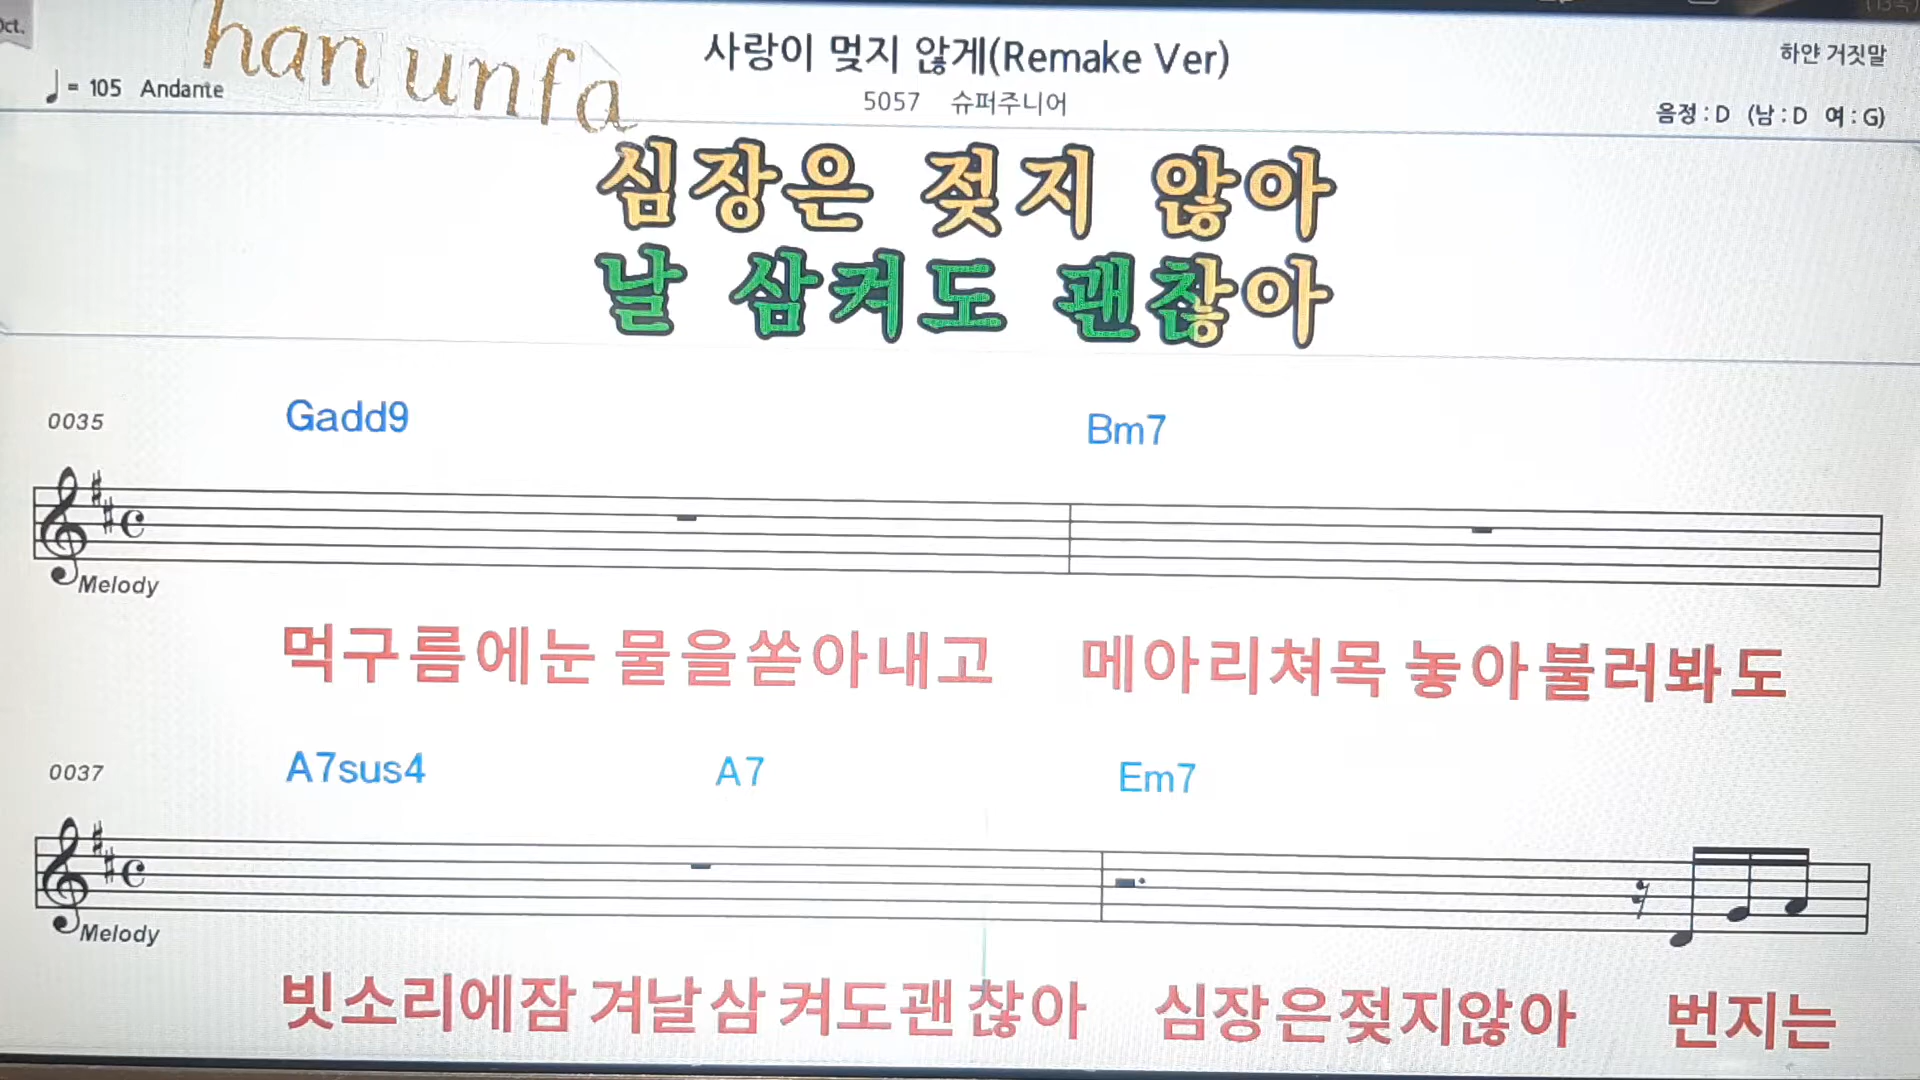 Oct.
han unfa
사랑이 멎지 않게(Remake Ver)
하얀 거짓말
♩= 105 Andante
5057 슈퍼주니어
음정 : D (남 : D 여 : G)
심장은 젖지 않아
날 삼켜도 괜찮아
0035 Gadd9 Bm7
Melody
먹구름에눈 물을쏟아내고 메아리쳐목 놓아불러봐도
0037 A7sus4 A7 Em7
Melody
빗소리에잠 겨날삼 켜도괜 찮아 심장은젖지않아 번지는